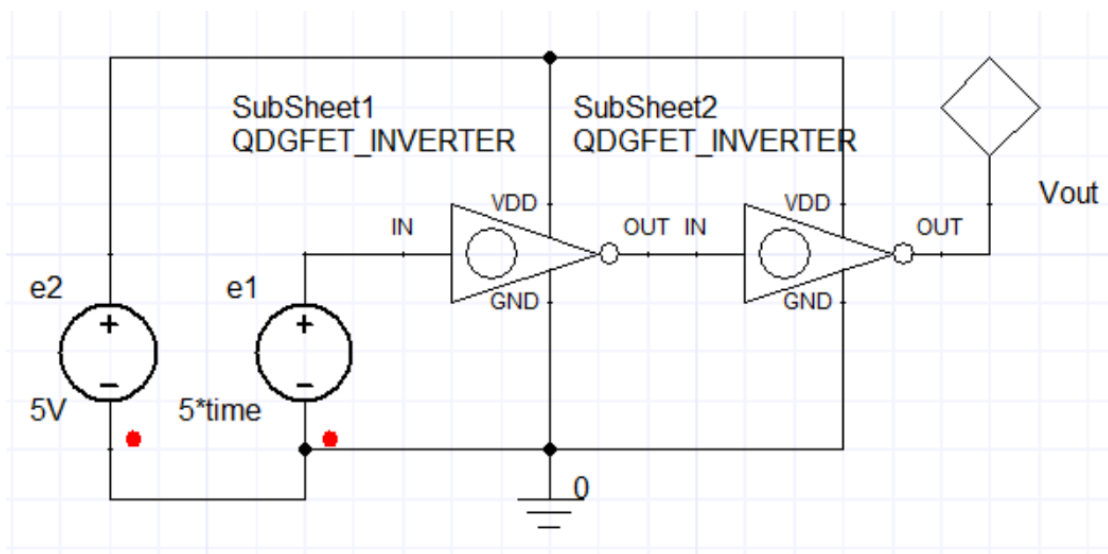 SubSheet1
QDGFET_INVERTER
SubSheet2
QDGFET_INVERTER
Vout
VDD
VDD
IN
OUT
IN
OUT
e2
e1
GND
GND
+
+
−
−
5V
5*time
0